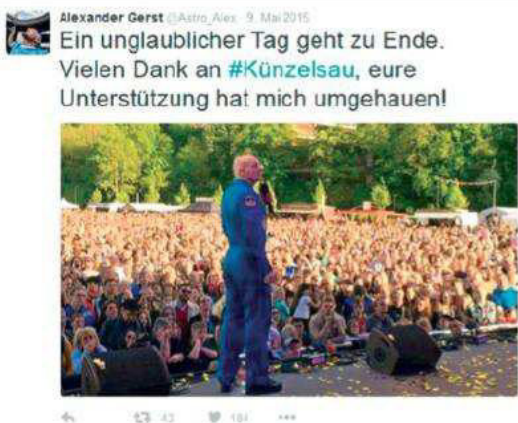 Alexander Gerst @Astro_Alex · 9. Mai 2015
Ein unglaublicher Tag geht zu Ende.
Vielen Dank an #Künzelsau, eure
Unterstützung hat mich umgehauen!
43 184